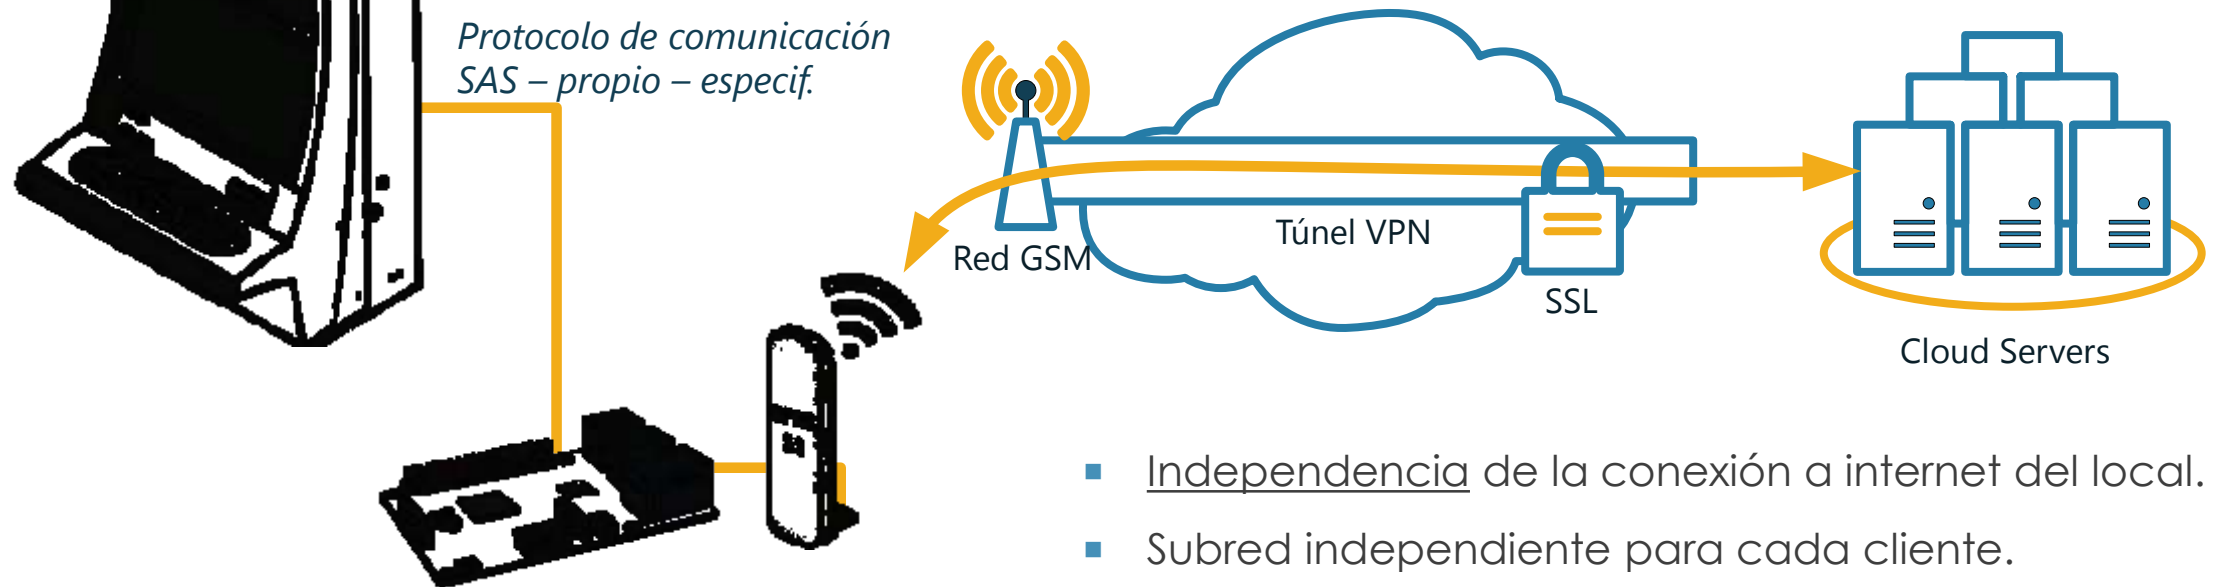 Protocolo de comunicación
SAS – propio – especif.
Red GSM
Túnel VPN
SSL
Cloud Servers
Independencia de la conexión a internet del local.
Subred independiente para cada cliente.